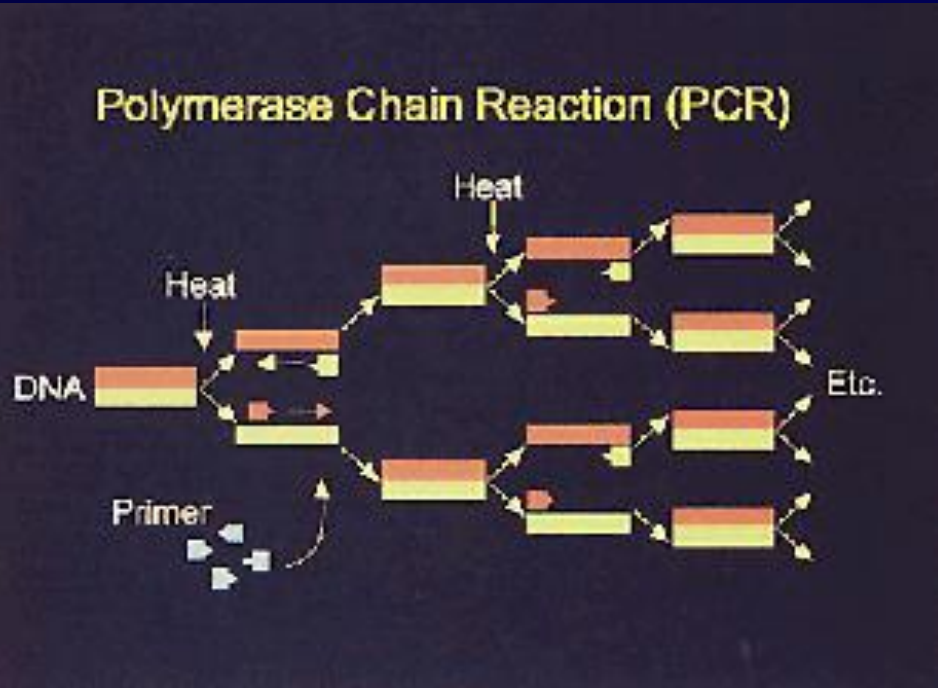 Polymerase Chain Reaction (PCR)
Heat
Heat
DNA
Etc.
Primer